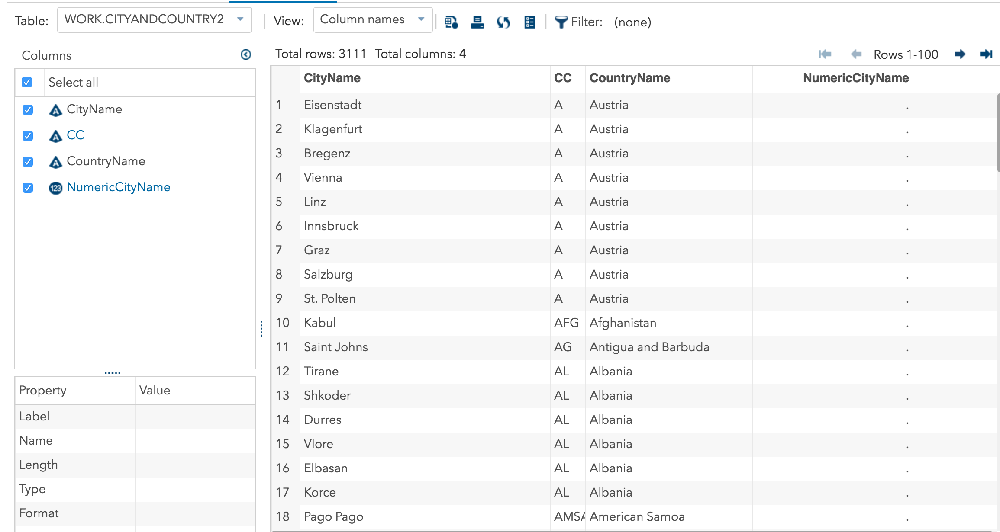 Table: WORK.CITYANDCOUNTRY2 View: Column names Filter: (none)
Columns
Select all
CityName
CC
CountryName
123 NumericCityName
Property Value
Label
Name
Length
Type
Format
Total rows: 3111 Total columns: 4 Rows 1-100
CityName CC CountryName NumericCityName
1 Eisenstadt A Austria .
2 Klagenfurt A Austria .
3 Bregenz A Austria .
4 Vienna A Austria .
5 Linz A Austria .
6 Innsbruck A Austria .
7 Graz A Austria .
8 Salzburg A Austria .
9 St. Polten A Austria .
10 Kabul AFG Afghanistan .
11 Saint Johns AG Antigua and Barbuda .
12 Tirane AL Albania .
13 Shkoder AL Albania .
14 Durres AL Albania .
15 Vlore AL Albania .
16 Elbasan AL Albania .
17 Korce AL Albania .
18 Pago Pago AMSA American Samoa .